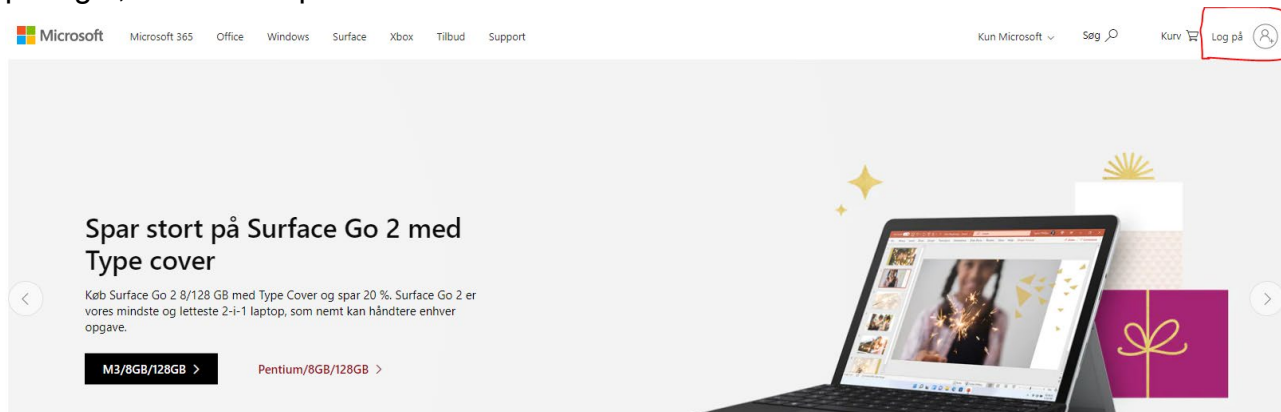 Microsoft Microsoft 365 Office Windows Surface Xbox Tilbud Support Kun Microsoft Søg Kurv Log på
Spar stort på Surface Go 2 med
Type cover
Køb Surface Go 2 8/128 GB med Type Cover og spar 20 %. Surface Go 2 er
vores mindste og letteste 2-i-1 laptop, som nemt kan håndtere enhver
opgave.
M3/8GB/128GB > Pentium/8GB/128GB >